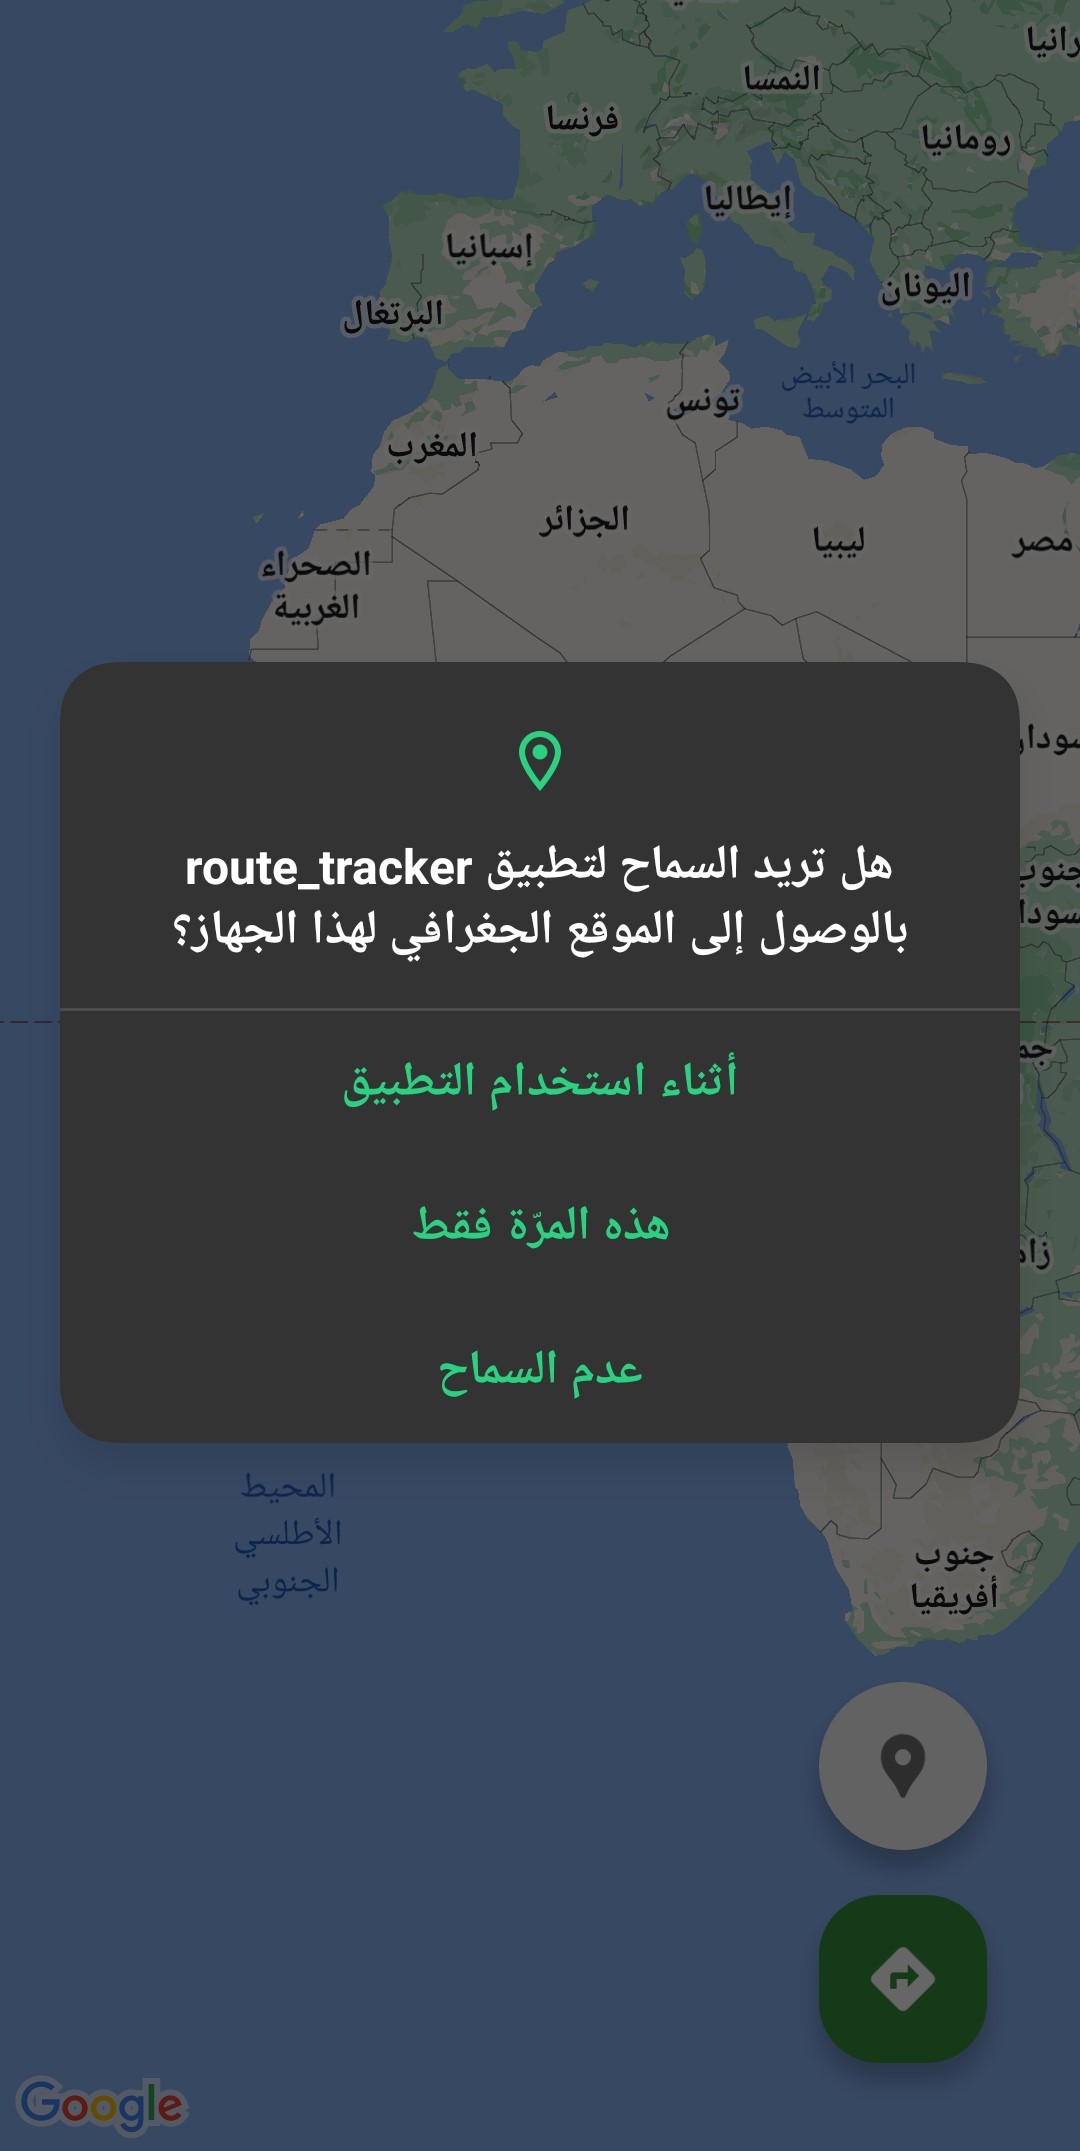 النمسا
فرنسا
رومانيا
إيطاليا
إسبانيا
اليونان
البرتغال
البحر الأبيض
المتوسط
تونس
المغرب
الجزائر
ليبيا
مصر
الصحراء
الغربية
هل تريد السماح لتطبيق route_tracker
بالوصول إلى الموقع الجغرافي لهذا الجهاز؟
أثناء استخدام التطبيق
هذه المرّة فقط
عدم السماح
المحيط
الأطلسي
الجنوبي
جنوب
أفريقيا
Google